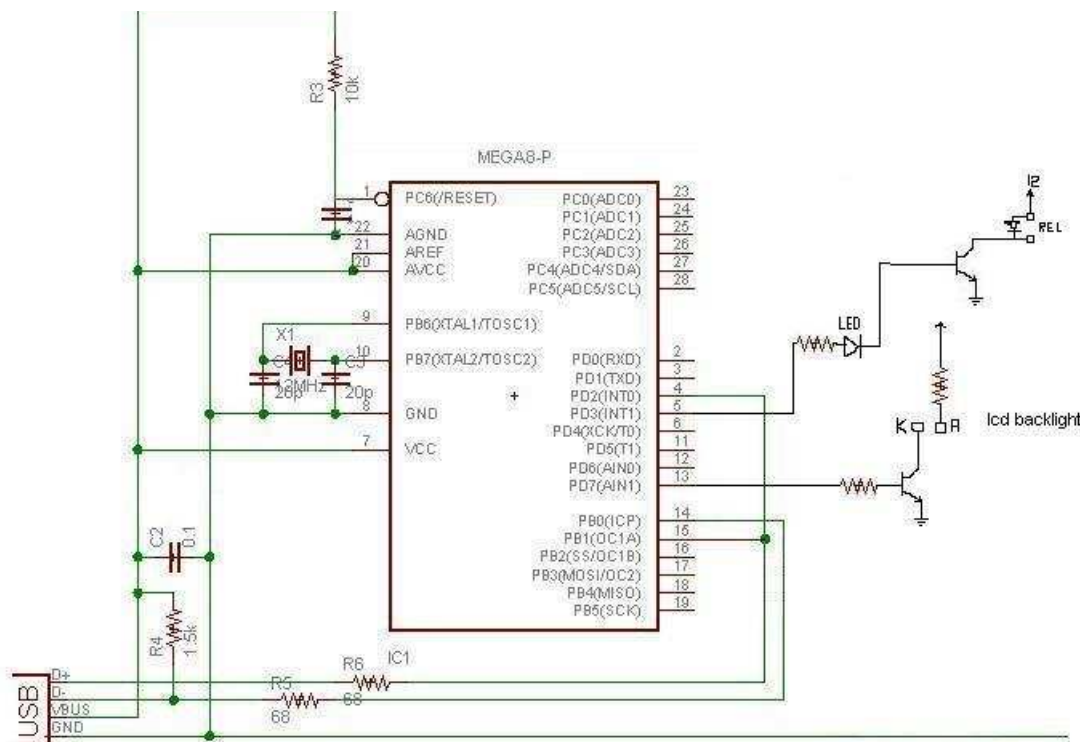 R3
10k
MEGA8-P
1
PC6(/RESET)
22
AGND
21
AREF
20
AVCC
9
PB6(XTAL1/TOSC1)
X1
12MHz
10
PB7(XTAL2/TOSC2)
20p
8
GND
7
VCC
PC0(ADC0)
23
PC1(ADC1)
24
PC2(ADC2)
25
PC3(ADC3)
26
PC4(ADC4/SDA)
27
PC5(ADC5/SCL)
28
PD0(RXD)
2
PD1(TXD)
3
PD2(INT0)
4
PD3(INT1)
5
PD4(XCK/T0)
6
PD5(T1)
11
PD6(AIN0)
12
PD7(AIN1)
13
PB0(ICP)
14
PB1(OC1A)
15
PB2(SS/OC1B)
16
PB3(MOSI/OC2)
17
PB4(MISO)
18
PB5(SCK)
19
12
REL
LED
K
A
lcd backlight
C2
0.1
R4
1.5k
R6
68
IC1
R5
68
USB
D+
D-
VBUS
GND